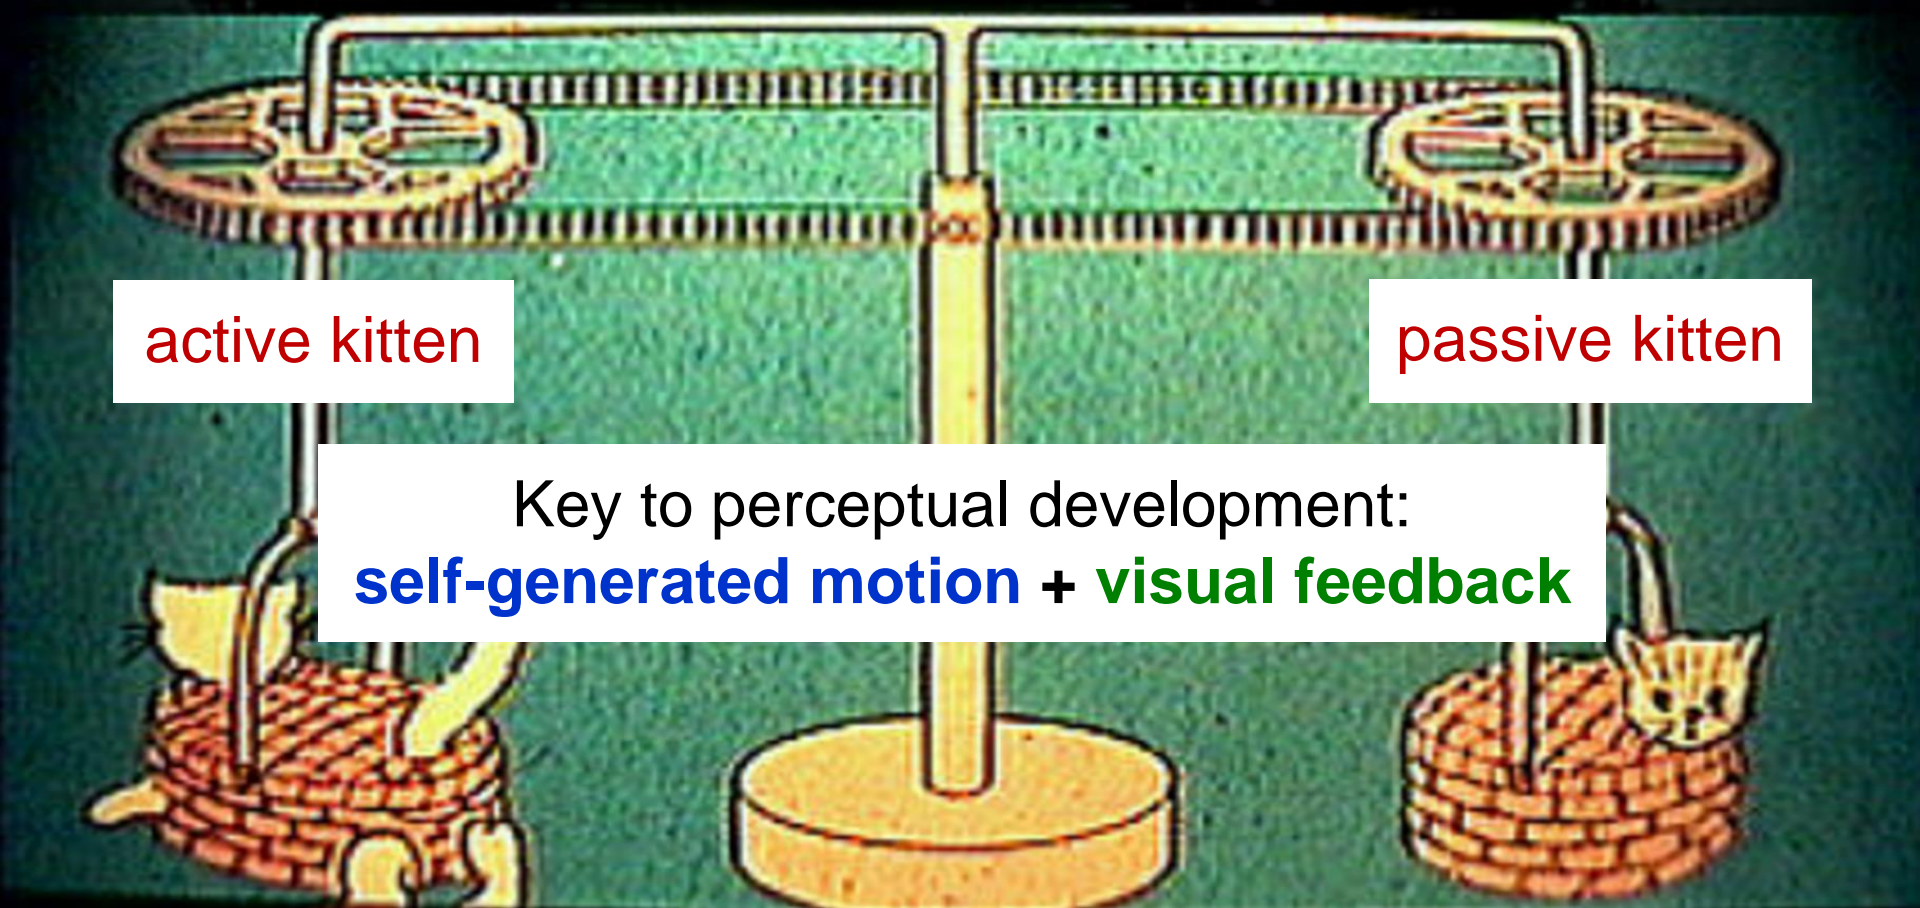 active kitten
passive kitten
Key to perceptual development:
self-generated motion + visual feedback